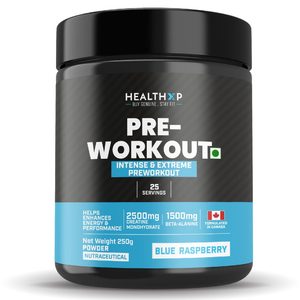 HEALTHXP
BUY GENUINE . STAY FIT
PRE-
WORKOUT
INTENSE & EXTREME
PREWORKOUT
25
SERVINGS
HELPS
ENHANCES
ENERGY &
PERFORMANCE
2500mg
CREATINE
MONOHYDRATE
1500mg
BETA-ALANINE
FORMULATED
IN CANADA
Net Weight 250g
POWDER
NUTRACEUTICAL
BLUE RASPBERRY